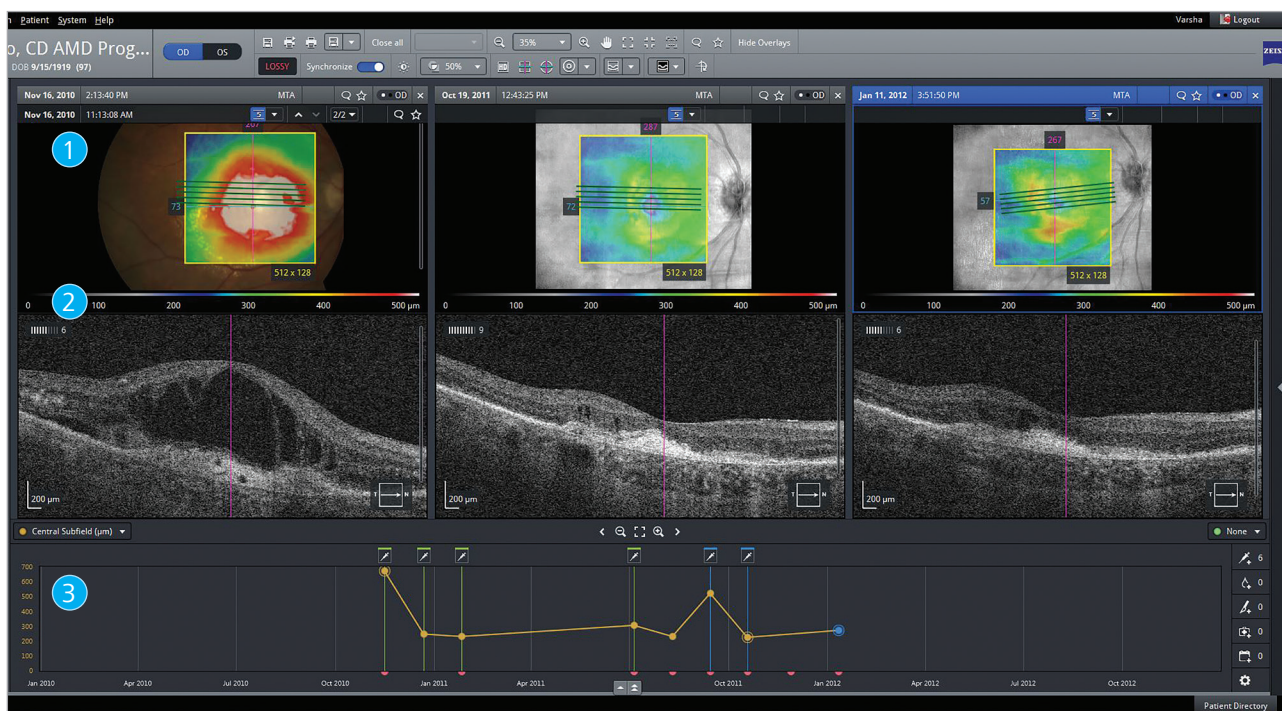 Patient System Help
Varsha Logout
o, CD AMD Prog...
DOB 9/15/1919 (97)
OD OS
Close all 35% Hide Overlays
LOSSY Synchronize 50%
ZEISS
Nov 16, 2010 2:13:40 PM MTA OD
Nov 16, 2010 11:13:08 AM 5 2/2
Oct 19, 2011 12:43:25 PM MTA OD
5
Jan 11, 2012 3:51:50 PM MTA OD
5
1
267
73
512 x 128
287
72
512 x 128
267
57
512 x 128
2
0 100 200 300 400 500 µm
0 100 200 300 400 500 µm
0 100 200 300 400 500 µm
6
200 µm
T N
9
200 µm
T N
6
200 µm
T N
Central Subfield (µm)
None
3
700
600
500
400
300
200
100
0
Jan 2010 Apr 2010 Jul 2010 Oct 2010 Jan 2011 Apr 2011 Oct 2011 Jan 2012 Apr 2012 Jul 2012 Oct 2012
6
0
0
0
0
Patient Directory